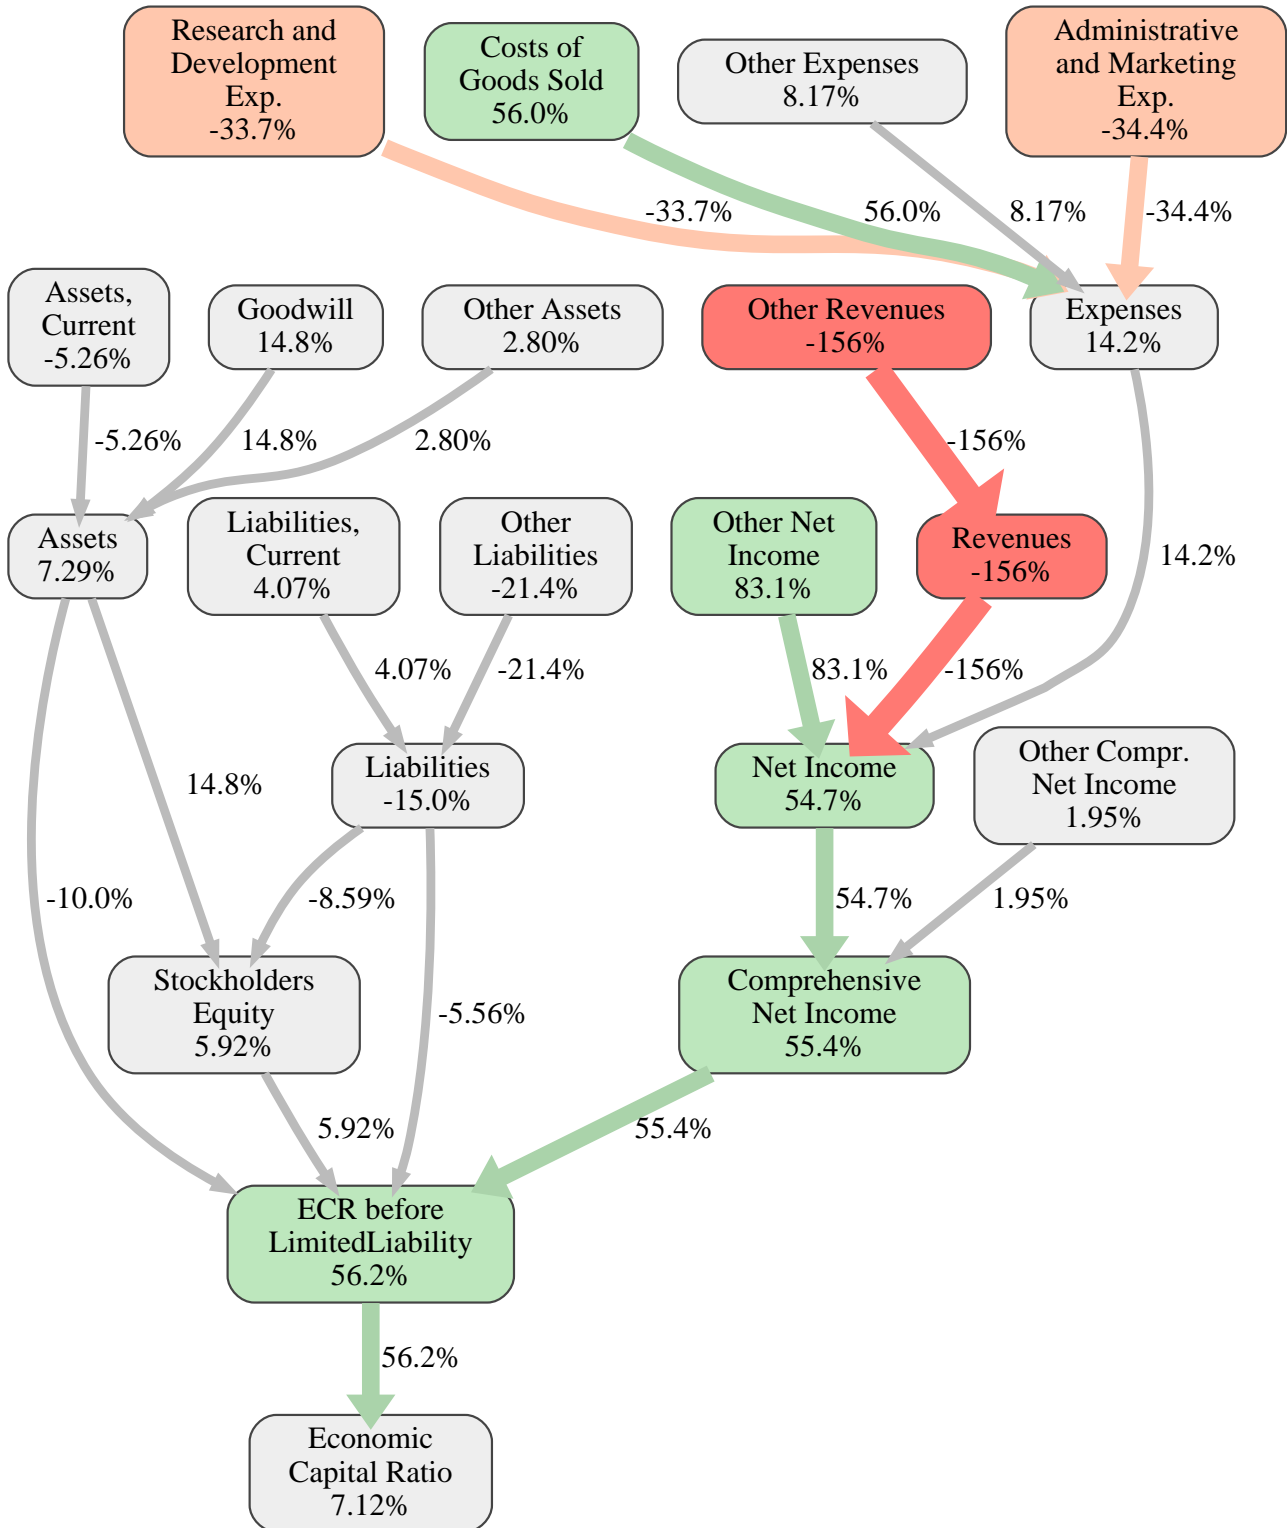 Research and
Development
Exp.
-33.7%
Costs of
Goods Sold
56.0%
Other Expenses
8.17%
Administrative
and Marketing
Exp.
-34.4%
-33.7%
56.0%
8.17%
-34.4%
Assets,
Current
-5.26%
Goodwill
14.8%
Other Assets
2.80%
Other Revenues
-156%
Expenses
14.2%
-5.26%
14.8%
2.80%
-156%
Assets
7.29%
Liabilities,
Current
4.07%
Other
Liabilities
-21.4%
Other Net
Income
83.1%
Revenues
-156%
14.2%
4.07%
-21.4%
83.1%
-156%
14.8%
Liabilities
-15.0%
Net Income
54.7%
Other Compr.
Net Income
1.95%
-10.0%
-8.59%
54.7%
1.95%
Stockholders
Equity
5.92%
-5.56%
Comprehensive
Net Income
55.4%
5.92%
55.4%
ECR before
LimitedLiability
56.2%
56.2%
Economic
Capital Ratio
7.12%